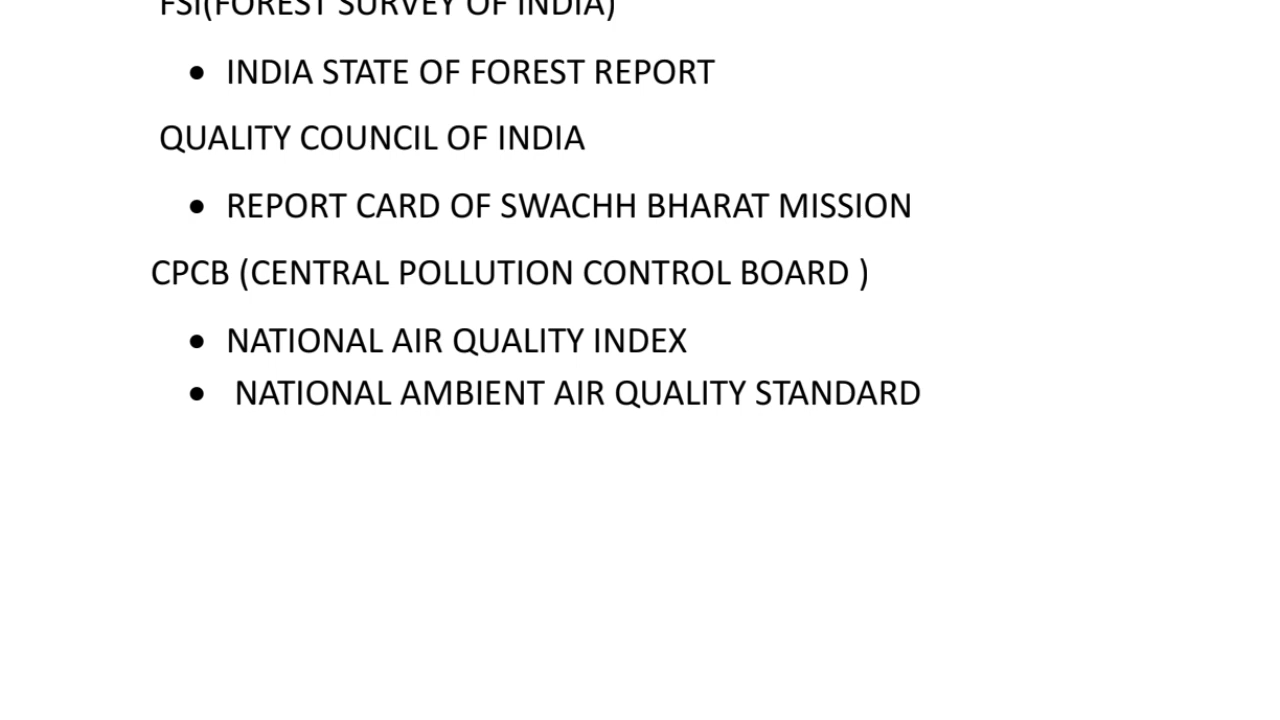 FSI(FOREST SURVEY OF INDIA)
• INDIA STATE OF FOREST REPORT
QUALITY COUNCIL OF INDIA
• REPORT CARD OF SWACHH BHARAT MISSION
CPCB (CENTRAL POLLUTION CONTROL BOARD )
• NATIONAL AIR QUALITY INDEX
• NATIONAL AMBIENT AIR QUALITY STANDARD